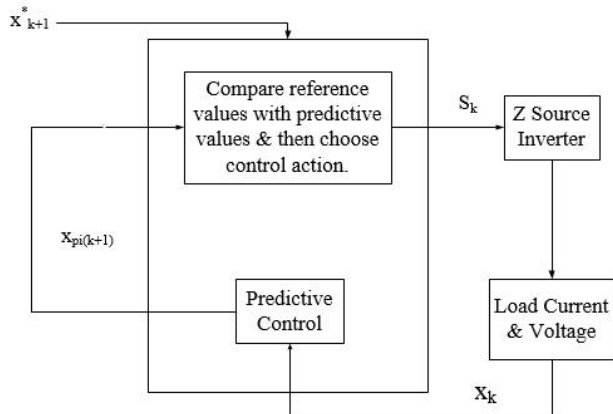 x*k+1
Compare reference
values with predictive
values & then choose
control action.
Sk
Z Source
Inverter
xpi(k+1)
Predictive
Control
Load Current
& Voltage
xk